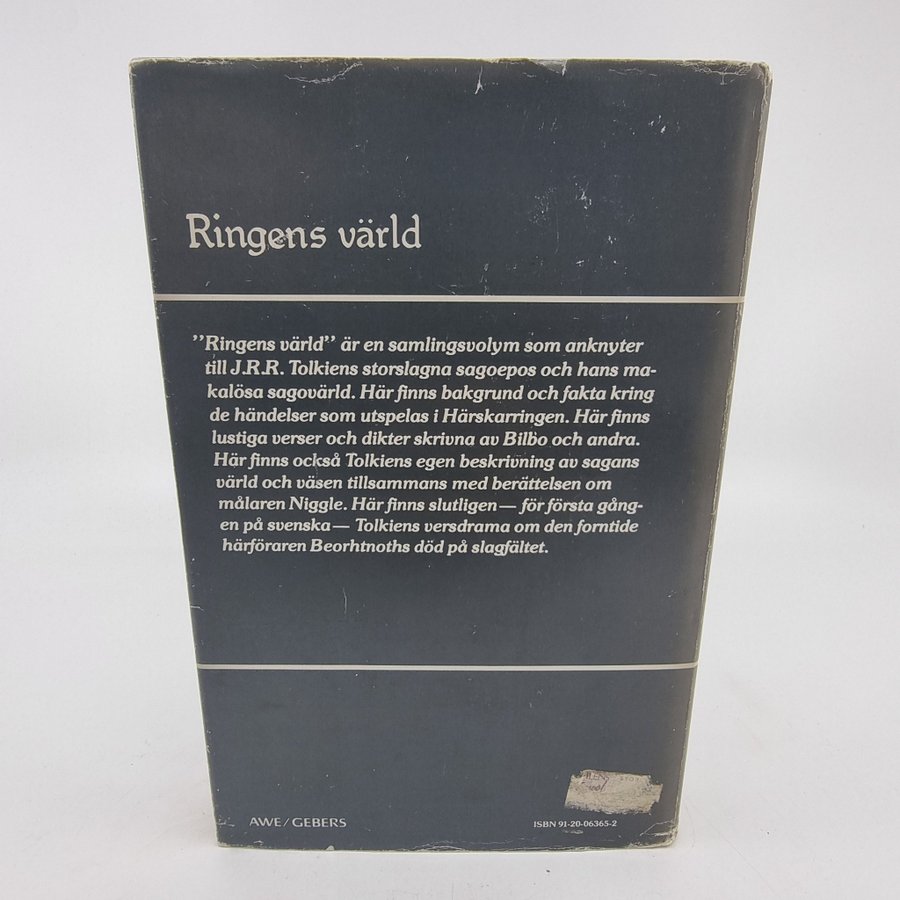 Ringens värld
”Ringens värld” är en samlingsvolym som anknyter
till J.R.R. Tolkiens storslagna sagoepos och hans ma-
kalösa sagovärld. Här finns bakgrund och fakta kring
de händelser som utspelas i Härskarringen. Här finns
lustiga verser och dikter skrivna av Bilbo och andra.
Här finns också Tolkiens egen beskrivning av sagans
värld och väsen tillsammans med berättelsen om
målaren Niggle. Här finns slutligen — för första gång-
en på svenska — Tolkiens versdrama om den forntide
härföraren Beorhtnoths död på slagfältet.
AWE/GEBERS
ISBN 91-20-06365-2